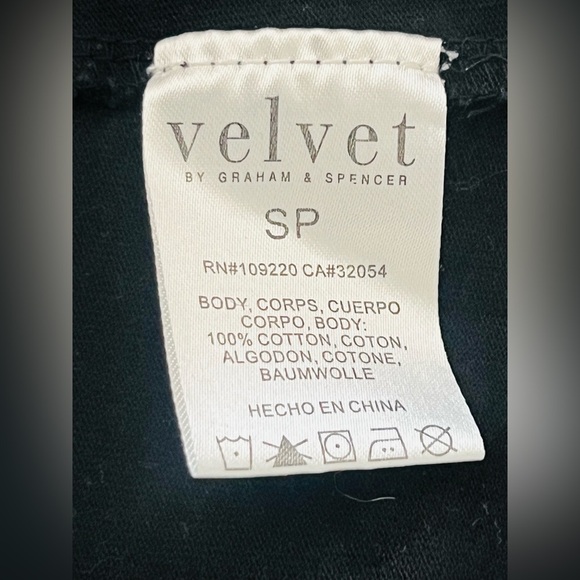 velvet
BY GRAHAM & SPENCER
SP
RN#109220 CA#32054
BODY, CORPS, CUERPO
CORPO, BODY:
100% COTTON, COTON,
ALGODON, COTONE,
BAUMWOLLE
HECHO EN CHINA